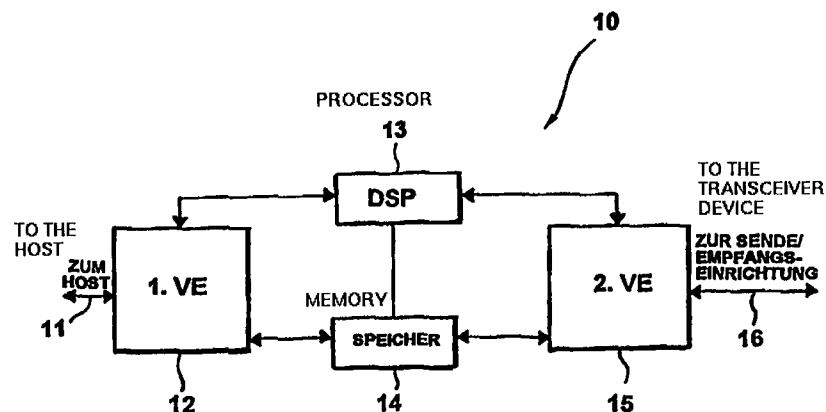 10
PROCESSOR
13
DSP
TO THE
TRANSCEIVER
DEVICE
TO THE
HOST
ZUM
HOST
11
1. VE
12
MEMORY
SPEICHER
14
2. VE
15
ZUR SENDE/
EMPFANGS-
EINRICHTUNG
16